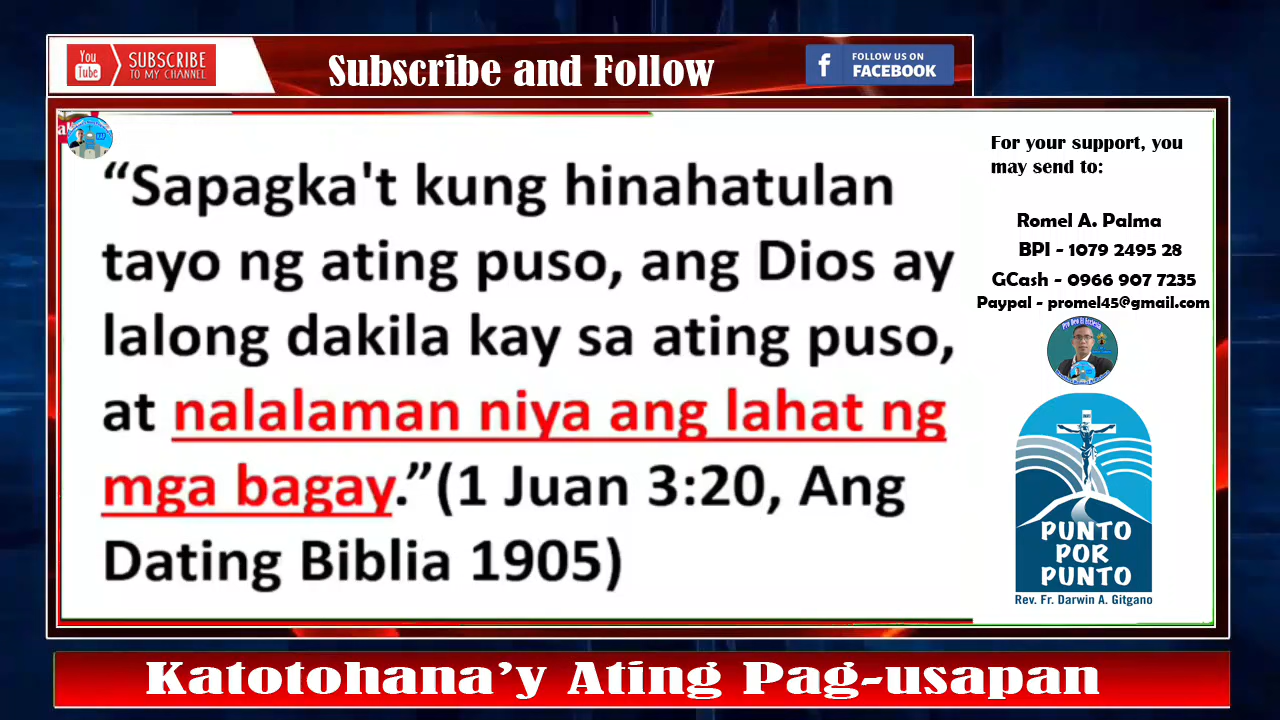 You
Tube
SUBSCRIBE
TO MY CHANNEL
Subscribe and Follow
f
FOLLOW US ON
FACEBOOK
“Sapagka't kung hinahatulan
tayo ng ating puso, ang Dios ay
lalong dakila kay sa ating puso,
at nalalaman niya ang lahat ng
mga bagay.”(1 Juan 3:20, Ang
Dating Biblia 1905)
For your support, you
may send to:
Romel A. Palma
BPI - 1079 2495 28
GCash - 0966 907 7235
Paypal - promel45@gmail.com
Pro Deo Et Ecclesia
PUNTO
POR
PUNTO
Rev. Fr. Darwin A. Gitgano
Katotohana’y Ating Pag-usapan